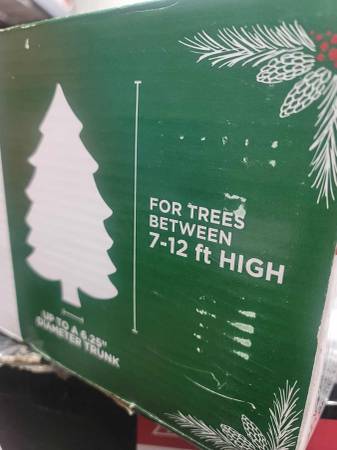 FOR TREES
BETWEEN
7-12 ft HIGH
UP TO A 6.25"
DIAMETER TRUNK